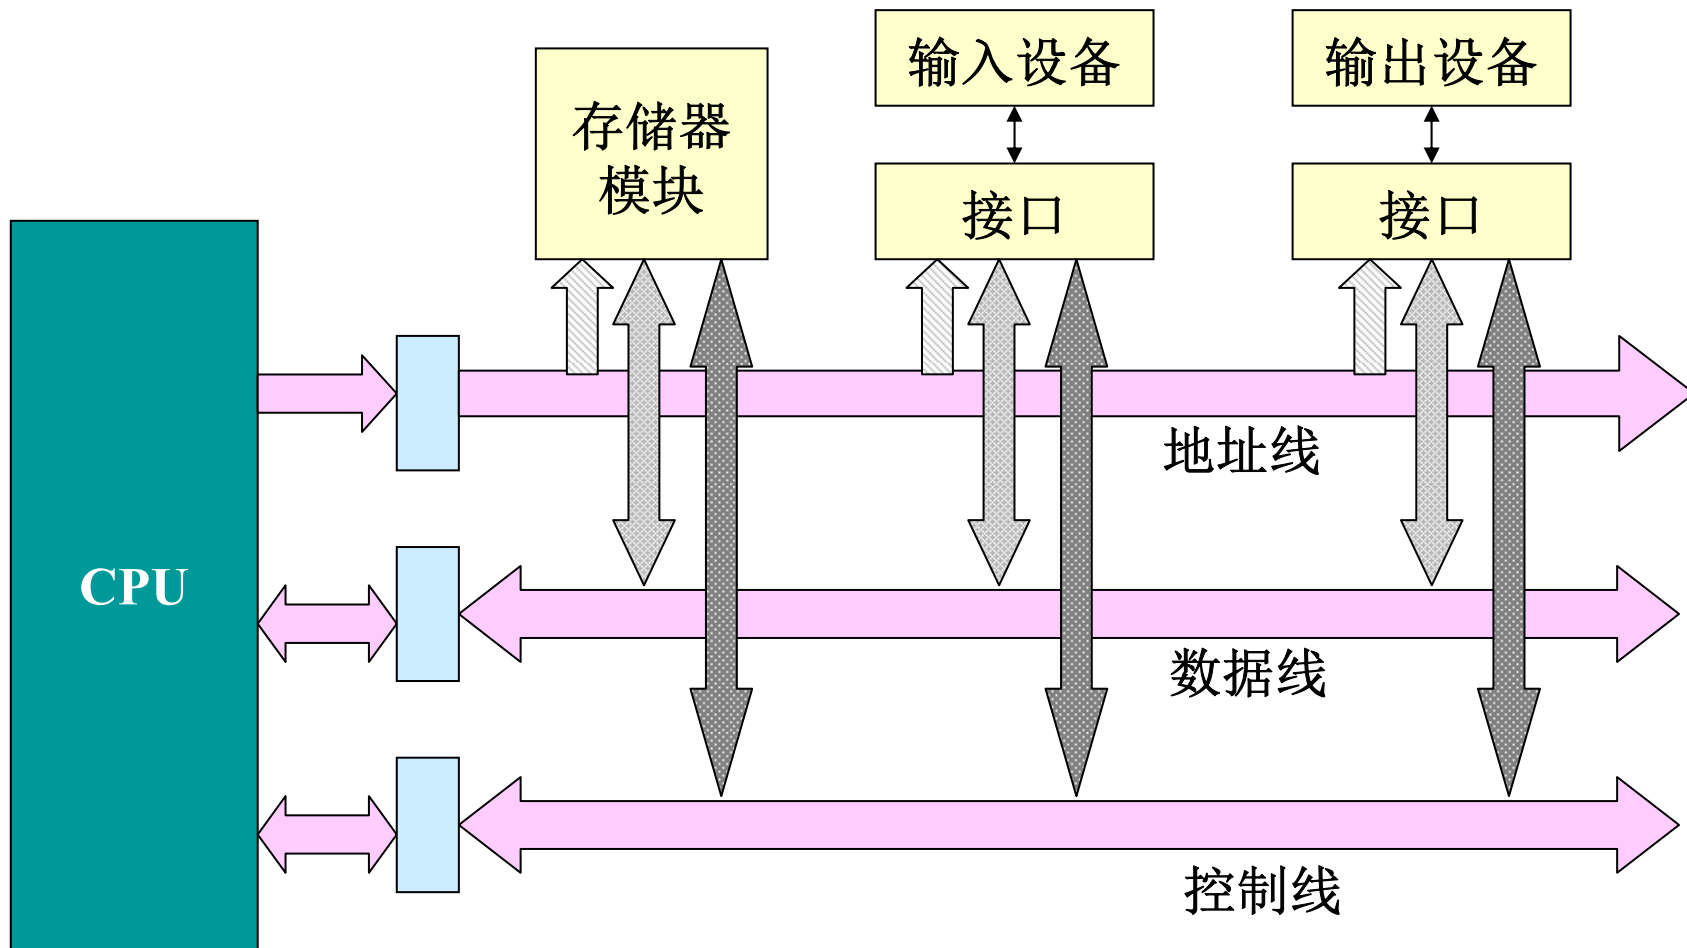 输入设备
输出设备
存储器
模块
接口
接口
地址线
CPU
数据线
控制线